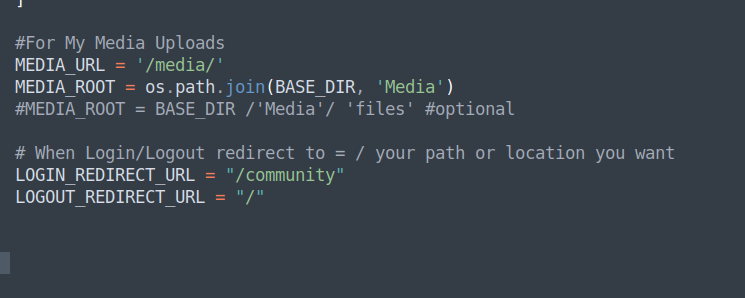 ]
#For My Media Uploads
MEDIA_URL = '/media/'
MEDIA_ROOT = os.path.join(BASE_DIR, 'Media')
#MEDIA_ROOT = BASE_DIR /'Media'/ 'files' #optional
# When Login/Logout redirect to = / your path or location you want
LOGIN_REDIRECT_URL = "/community"
LOGOUT_REDIRECT_URL = "/"